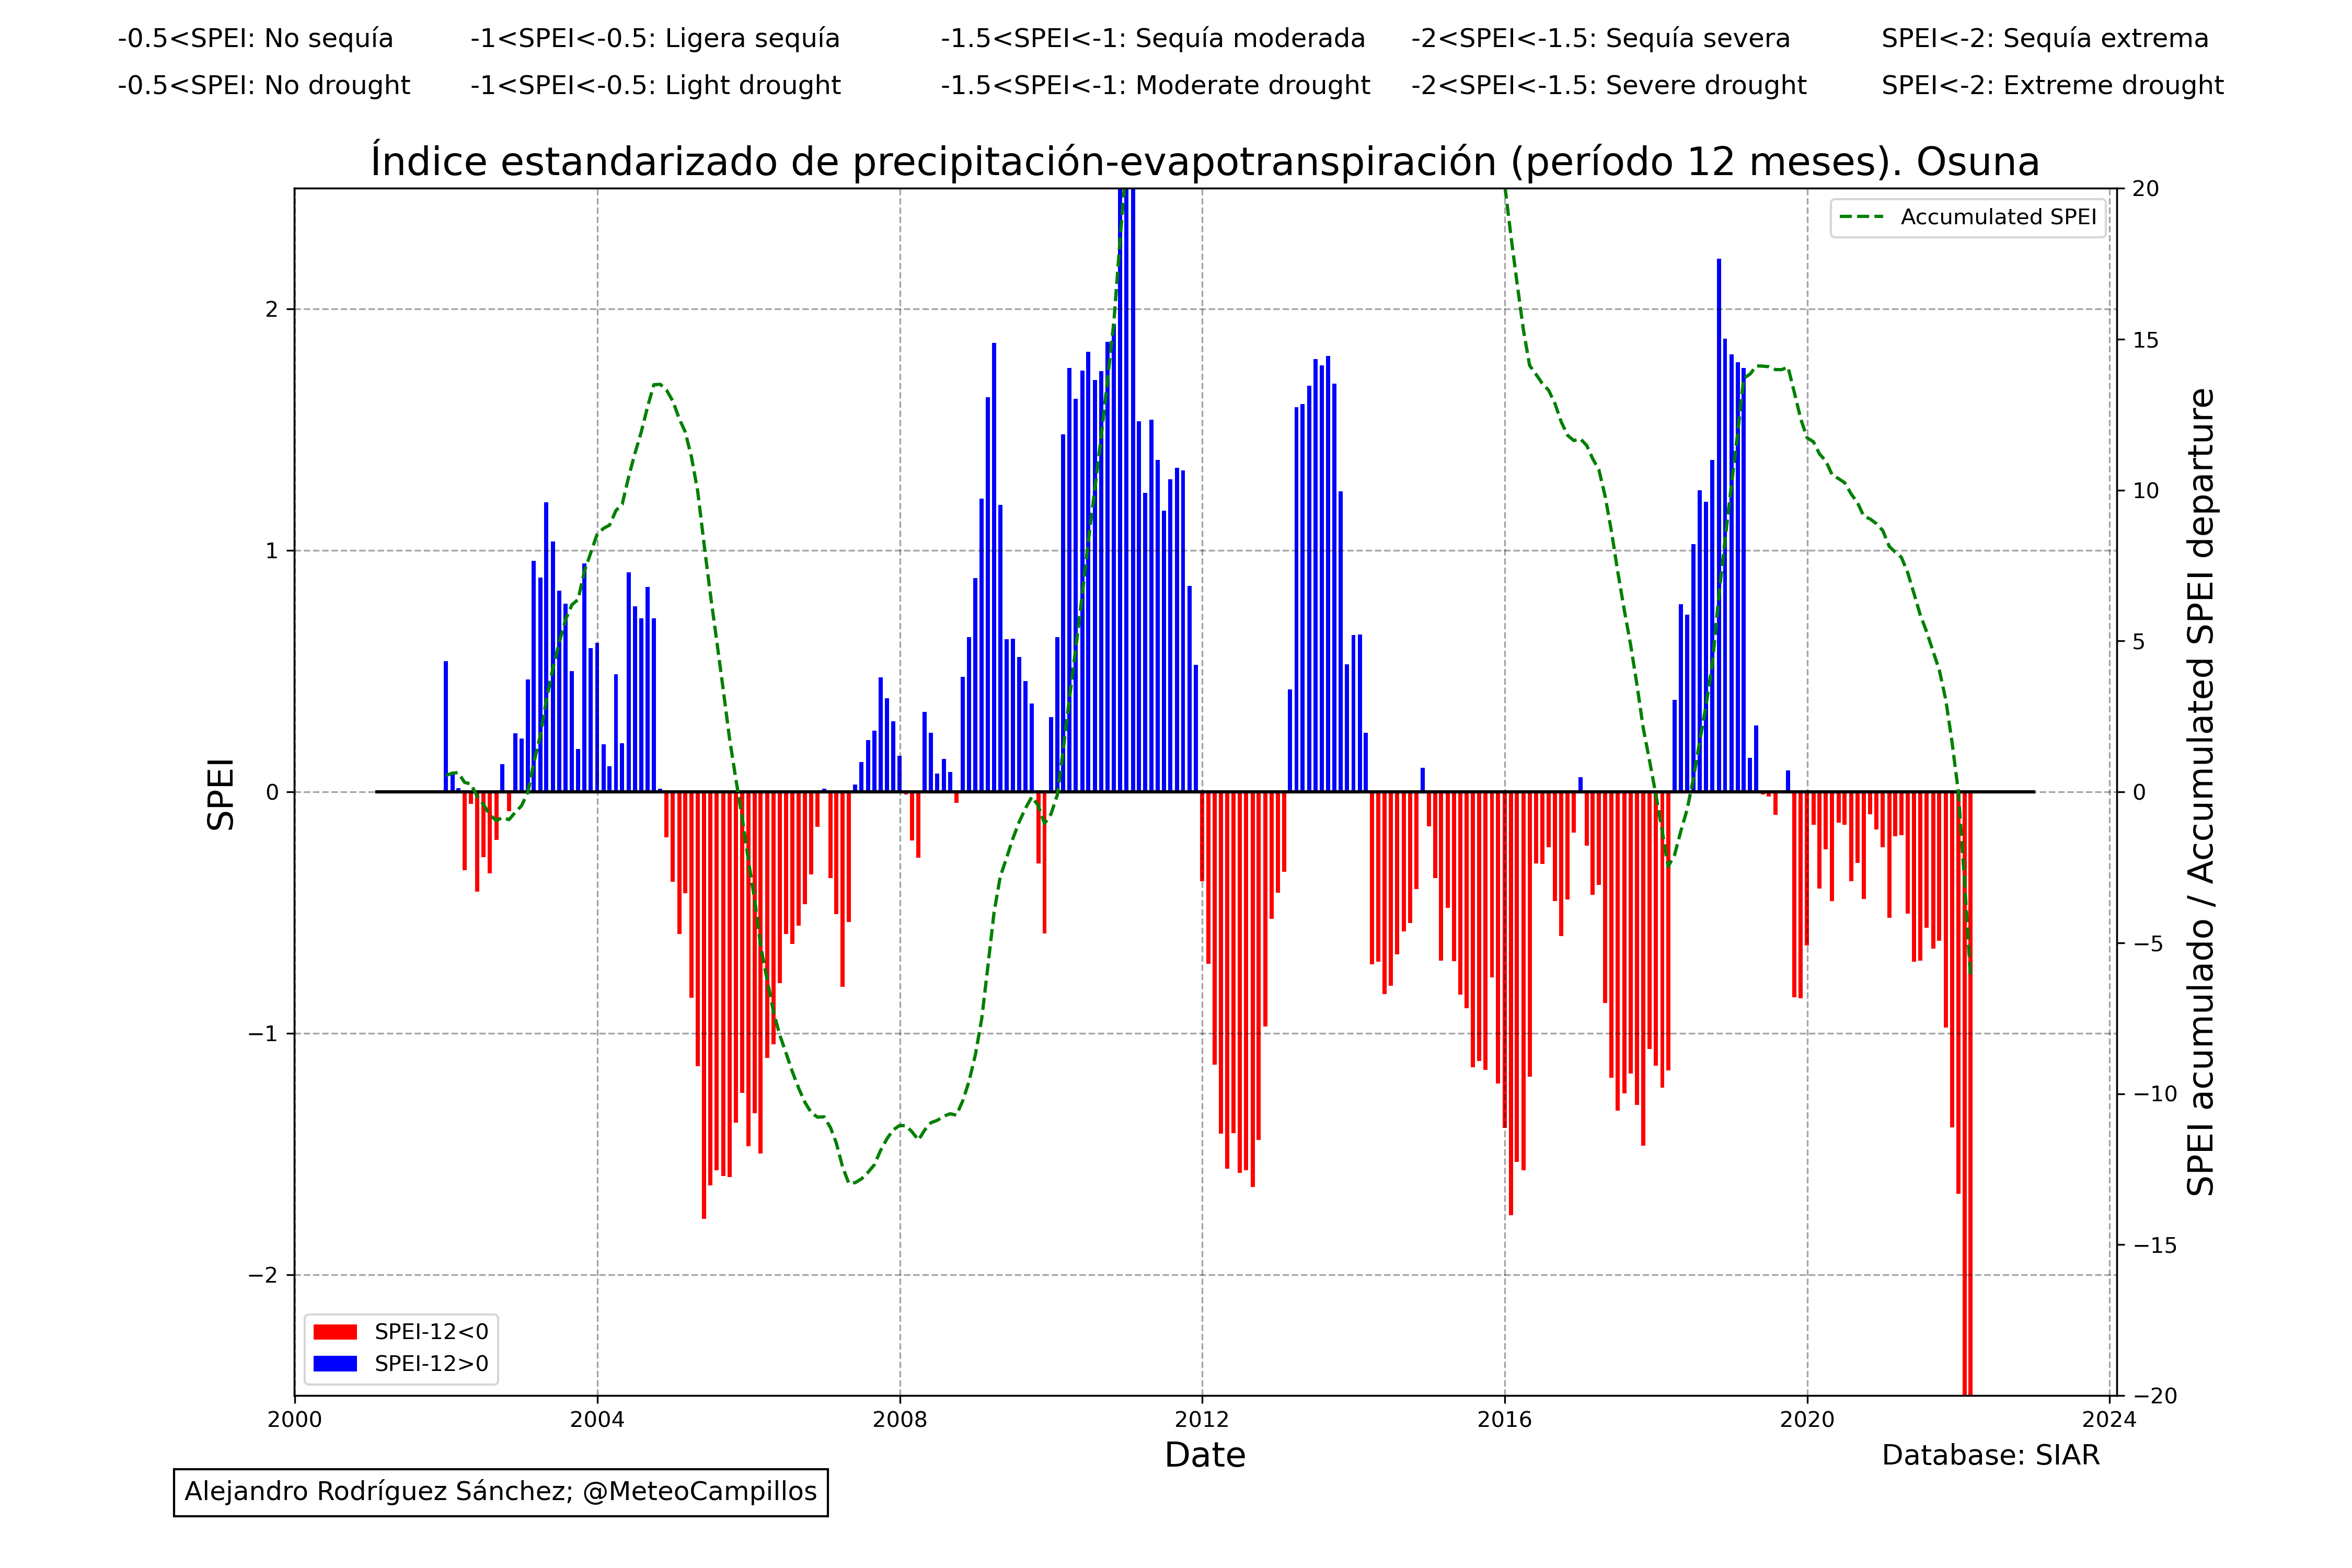 -0.5<SPEI: No sequía -1<SPEI<-0.5: Ligera sequía -1.5<SPEI<-1: Sequía moderada -2<SPEI<-1.5: Sequía severa SPEI<-2: Sequía extrema
-0.5<SPEI: No drought -1<SPEI<-0.5: Light drought -1.5<SPEI<-1: Moderate drought -2<SPEI<-1.5: Severe drought SPEI<-2: Extreme drought
Índice estandarizado de precipitación-evapotranspiración (período 12 meses). Osuna
Accumulated SPEI
2
1
0
−1
−2
SPEI
20
15
10
5
0
−5
−10
−15
−20
SPEI acumulado / Accumulated SPEI departure
SPEI-12<0
SPEI-12>0
2000 2004 2008 2012 2016 2020 2024
Date
Database: SIAR
Alejandro Rodríguez Sánchez; @MeteoCampillos